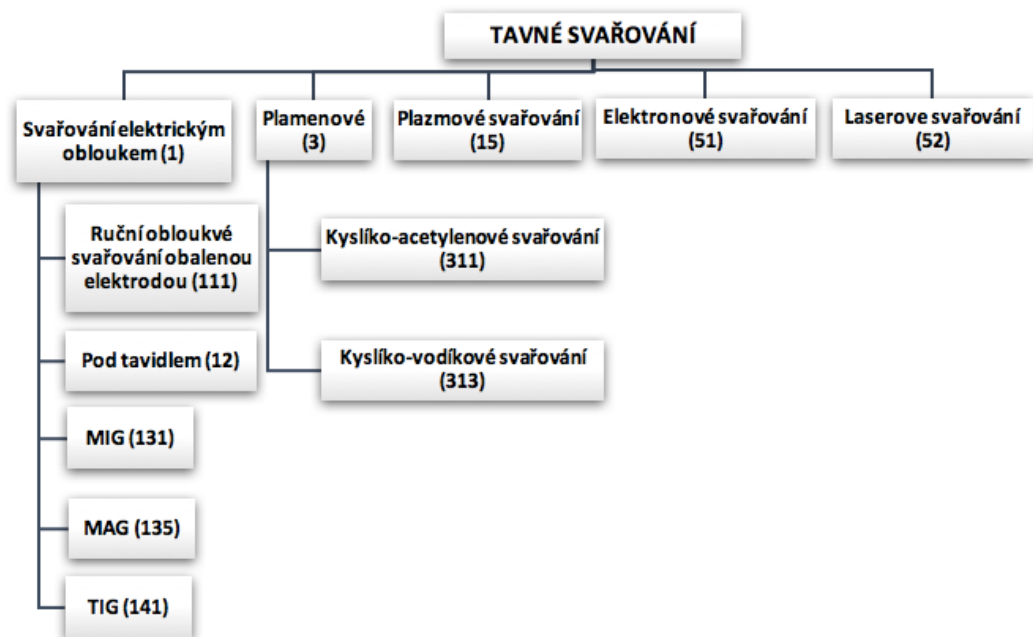 TAVNÉ SVAŘOVÁNÍ
Svařování elektrickým
obloukem (1)
Plamenové
(3)
Plazmové svařování
(15)
Elektronové svařování
(51)
Laserove svařování
(52)
Ruční obloukvé
svařování obalenou
elektrodou (111)
Pod tavidlem (12)
MIG (131)
MAG (135)
TIG (141)
Kyslíko-acetylenové svařování
(311)
Kyslíko-vodíkové svařování
(313)